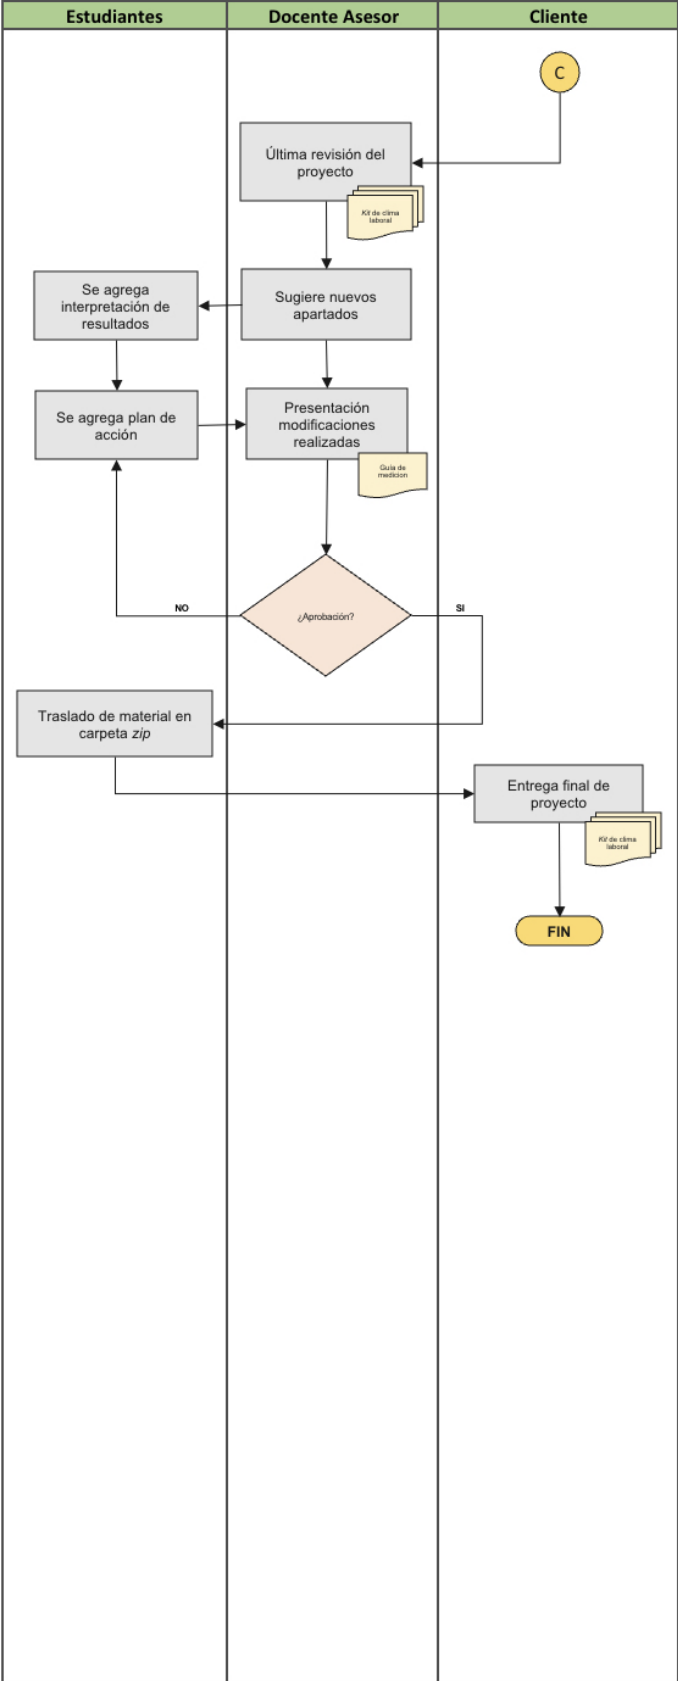 Estudiantes
Docente Asesor
Cliente
C
Última revisión del
proyecto
Kit de clima
laboral
Sugiere nuevos
apartados
Se agrega
interpretación de
resultados
Se agrega plan de
acción
Presentación
modificaciones
realizadas
Guía de
medicion
¿Aprobación?
NO
SI
Traslado de material en
carpeta zip
Entrega final de
proyecto
Kit de clima
laboral
FIN